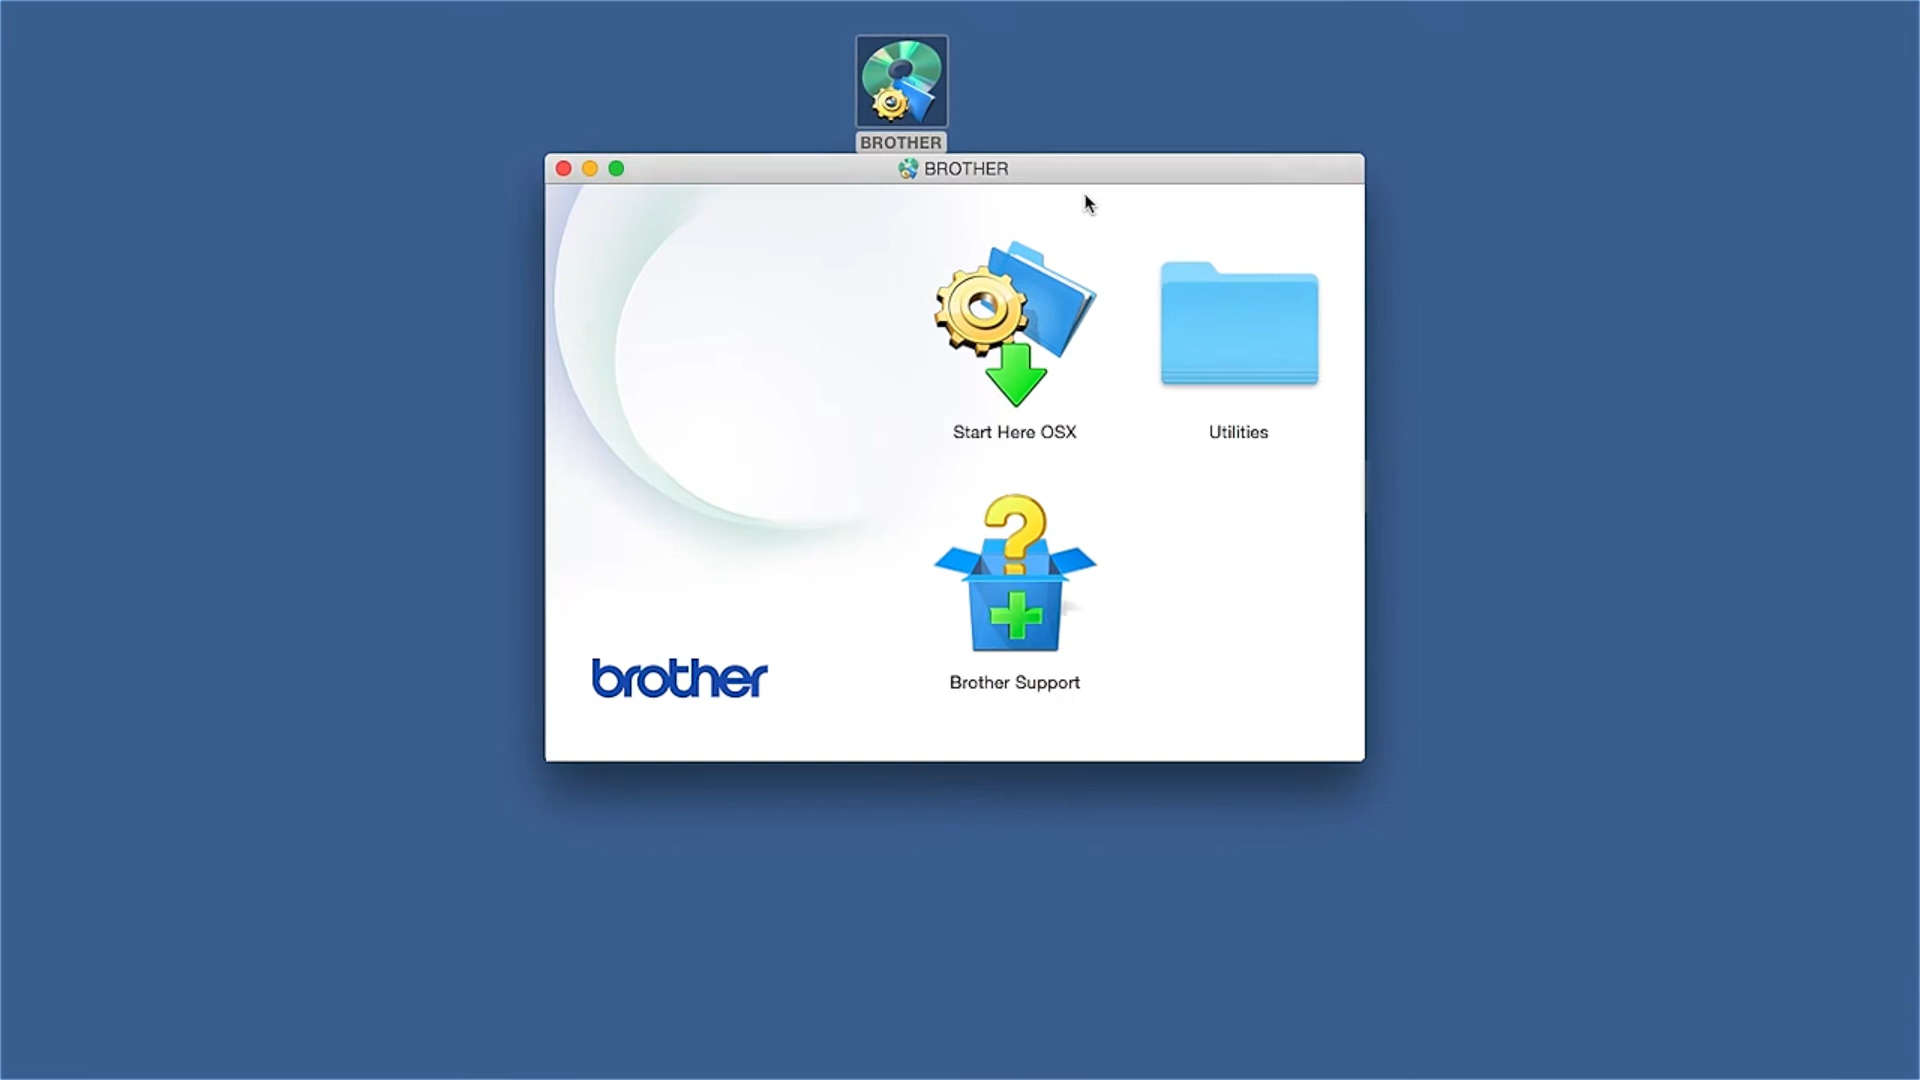 BROTHER
BROTHER
Start Here OSX
Utilities
Brother Support
brother